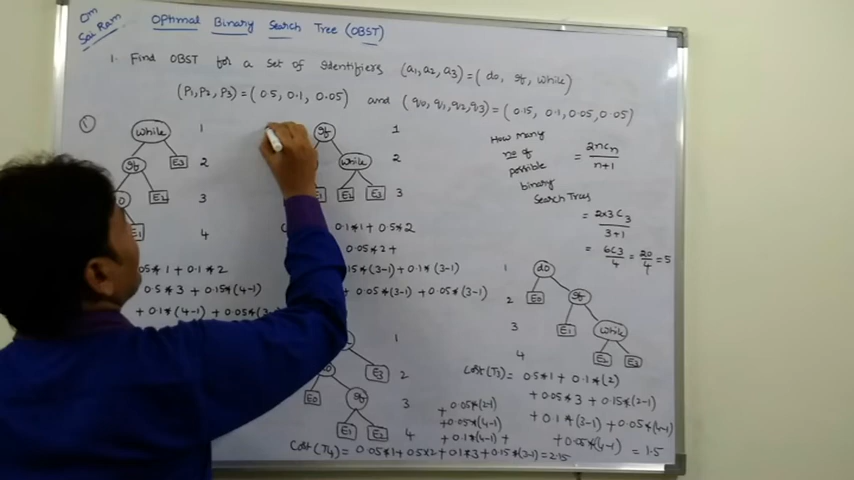 Om
Sai Ram
Optimal Binary Search Tree (OBST)
1. Find OBST for a set of identifiers (a1,a2,a3)=( do, if, while)
(P1,P2,P3)=( 0.5, 0.1, 0.05) and (q0,q1,q2,q3)=( 0.15, 0.1,0.05,0.05)
1
while 1
if E3 2
E2 3
E1 4
05*1+0.1*2
0.5*3+0.15*(4-1)
+0.1*(4-1)+
if 1
while 2
E1 E2 E3 3
0.1*1+0.5*2
0.05*2+
15*(3-1)+0.1*(3-1)
+0.05*(3-1)+0.05*(3-1)
How many
no of
possible
binary
Search Trees
= 2nCn
n+1
= 2x3C3
3+1
= 6C3 = 20 = 5
4 4
1 do
2 E0 if
3 E1 while
4 E2 E3
Cost(T3)= 0.5*1+0.1*(2)
+0.05*3+0.15*(2-1)
+0.1*(3-1)+0.05*(4-1)
+0.05*(4-1) =1.5
1
E3 2
E0 if 3
E1 E2 4
+0.05*(2-1)
+0.05*(4-1)
+0.1*(4-1)+
Cost(T4)= 0.05*1+0.5x2+0.1*3+0.15*(3-1)=2.15